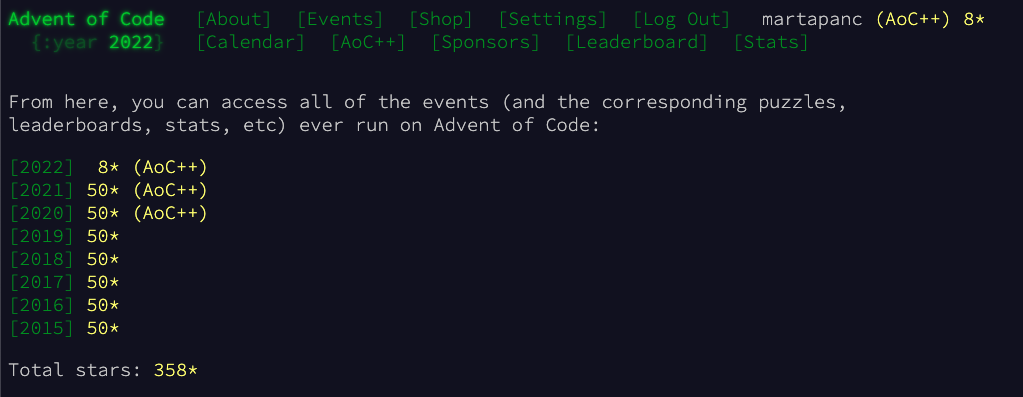 Advent of Code [About] [Events] [Shop] [Settings] [Log Out] martapanc (AoC++) 8*
{:year 2022} [Calendar] [AoC++] [Sponsors] [Leaderboard] [Stats]
From here, you can access all of the events (and the corresponding puzzles,
leaderboards, stats, etc) ever run on Advent of Code:
[2022] 8* (AoC++)
[2021] 50* (AoC++)
[2020] 50* (AoC++)
[2019] 50*
[2018] 50*
[2017] 50*
[2016] 50*
[2015] 50*
Total stars: 358*